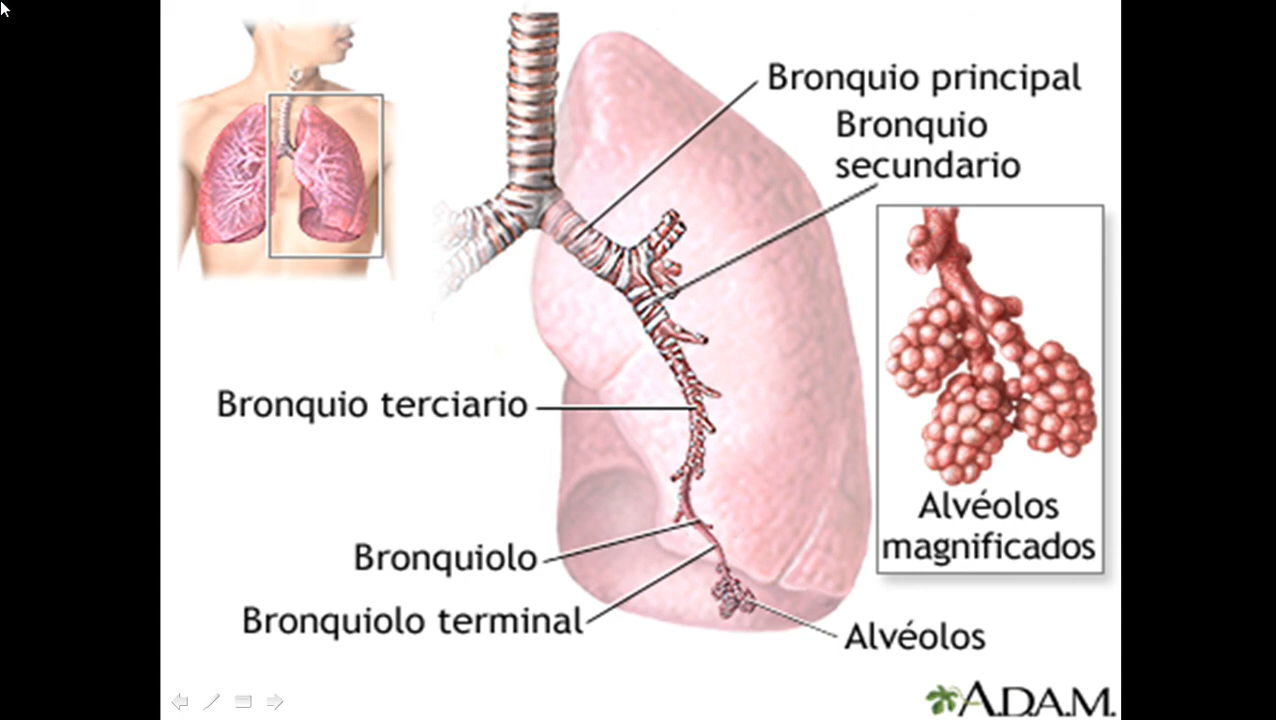 Bronquio principal
Bronquio
secundario
Bronquio terciario
Bronquiolo
Bronquiolo terminal
Alvéolos
Alvéolos
magnificados
A.D.A.M.